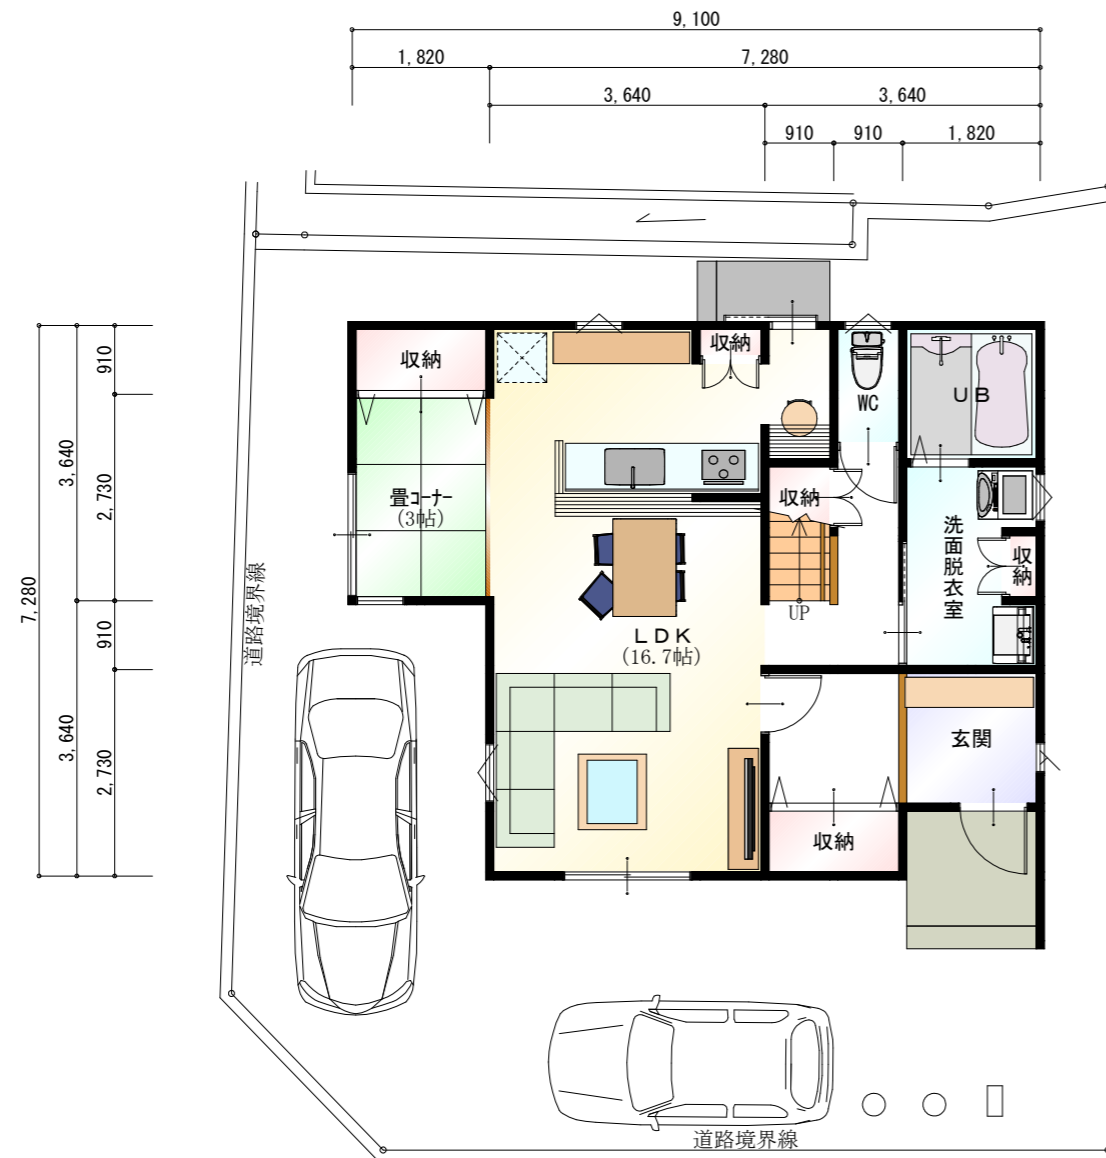 9,100
1,820
7,280
3,640
3,640
910
910
1,820
7,280
3,640
3,640
910
2,730
910
2,730
収納
収納
WC
UB
畳コーナー
(3帖)
収納
洗面脱衣室
収納
UP
LDK
(16.7帖)
玄関
収納
道路境界線
道路境界線